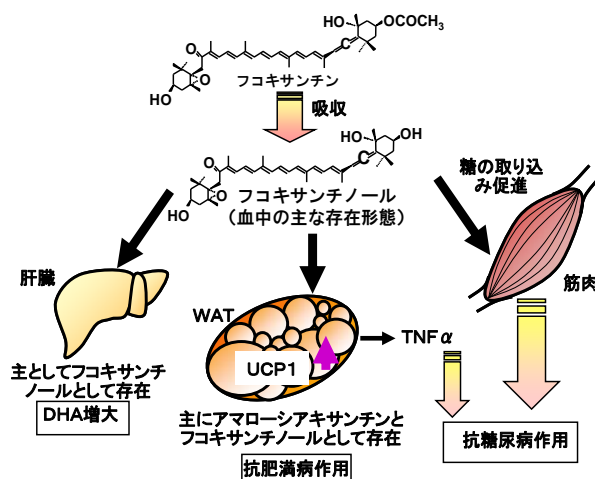 HO
OCOCH3
O
C
O
HO
フコキサンチン
吸収
HO
OH
O
C
O
HO
フコキサンチノール
（血中の主な存在形態）
糖の取り込
み促進
肝臓
筋肉
WAT
UCP1
TNFα
主としてフコキサンチ
ノールとして存在
DHA増大
主にアマローシアキサンチンと
フコキサンチノールとして存在
抗肥満病作用
抗糖尿病作用